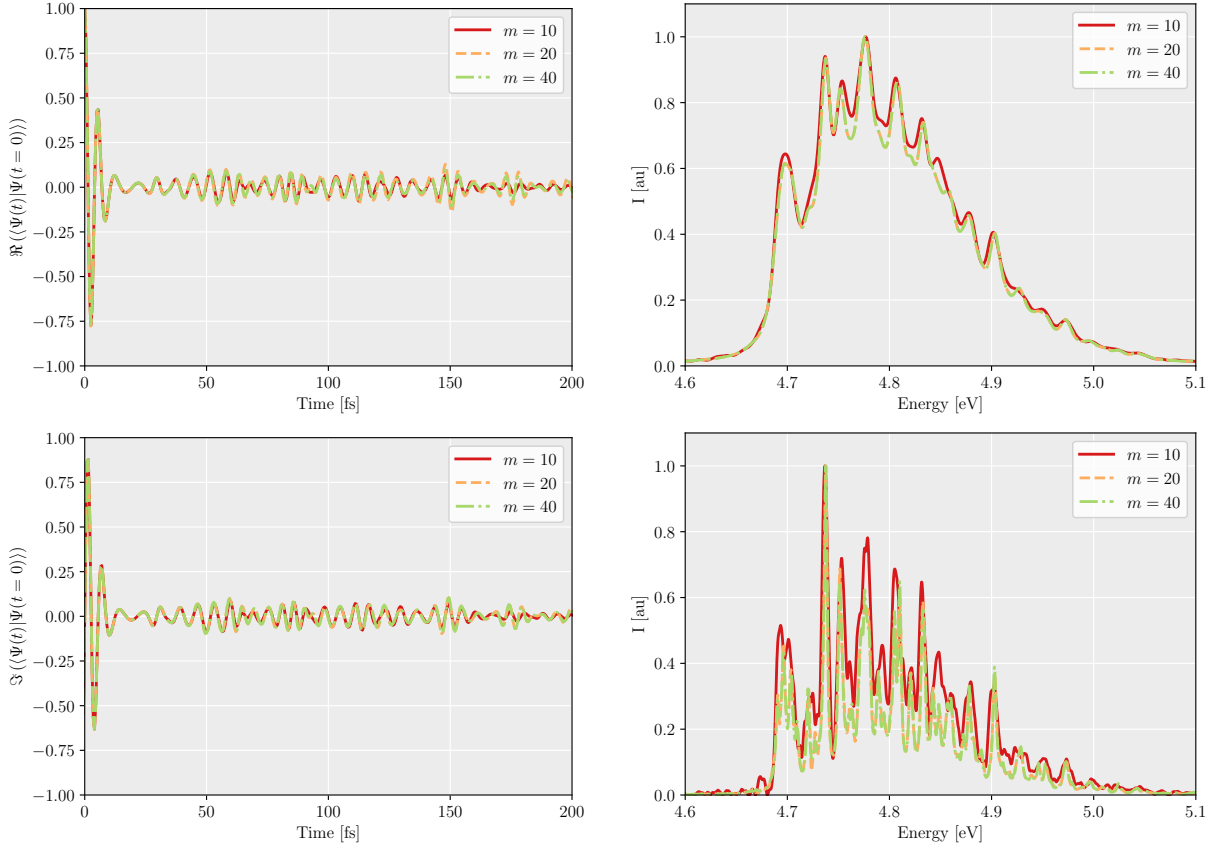 1.00
0.75
0.50
0.25
0.00
−0.25
−0.50
−0.75
−1.00
ℜ(⟨Ψ(t)|Ψ(t = 0)⟩)
0 50 100 150 200
Time [fs]
m = 10
m = 20
m = 40
1.0
0.8
0.6
0.4
0.2
0.0
I [au]
4.6 4.7 4.8 4.9 5.0 5.1
Energy [eV]
m = 10
m = 20
m = 40
1.00
0.75
0.50
0.25
0.00
−0.25
−0.50
−0.75
−1.00
ℑ(⟨Ψ(t)|Ψ(t = 0)⟩)
0 50 100 150 200
Time [fs]
m = 10
m = 20
m = 40
1.0
0.8
0.6
0.4
0.2
0.0
I [au]
4.6 4.7 4.8 4.9 5.0 5.1
Energy [eV]
m = 10
m = 20
m = 40